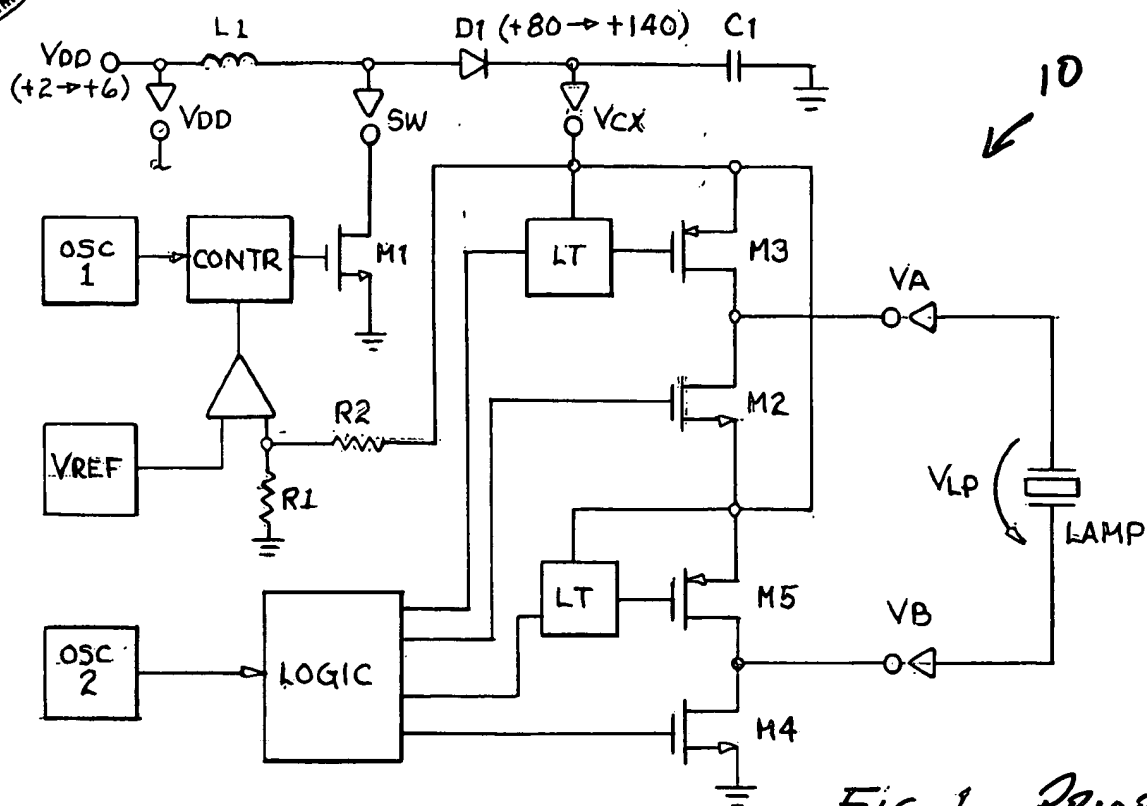 L1
D1 (+80→+140)
C1
VDD
(+2→+6)
VDD
SW
VCX
10
OSC
1
CONTR
M1
LT
M3
VA
R2
M2
VREF
R1
VLP
LAMP
LT
M5
VB
OSC
2
LOGIC
M4
Fig. 1